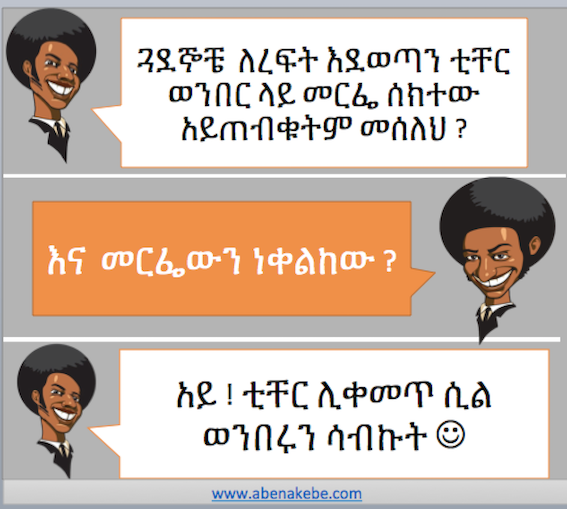 ጓደኞቼ ለረፍት እደወጣን ቲቸር
ወንበር ላይ መርፌ ሰክተው
አይጠብቁትም መሰለህ ?
እና መርፌውን ነቀልከው ?
አይ ! ቲቸር ሊቀመጥ ሲል
ወንበሩን ሳብኩት ☺
www.abenakebe.com